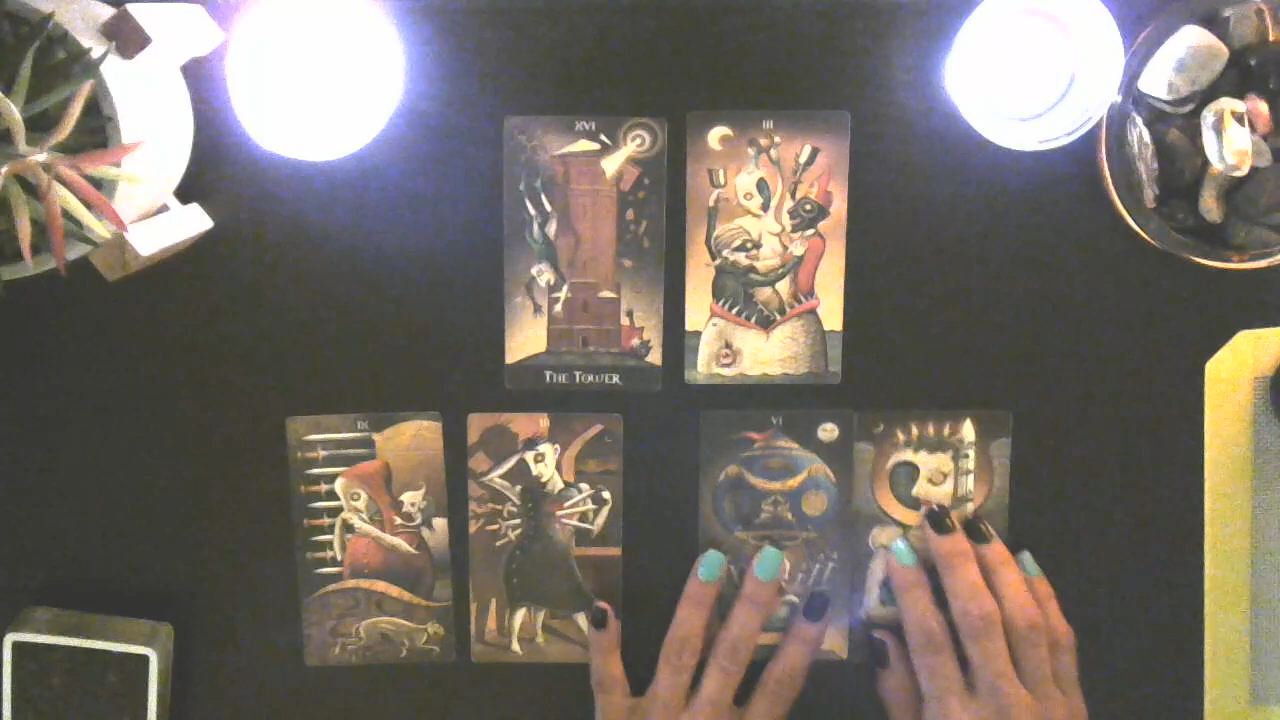 XVI
III
THE TOWER
IX
VI